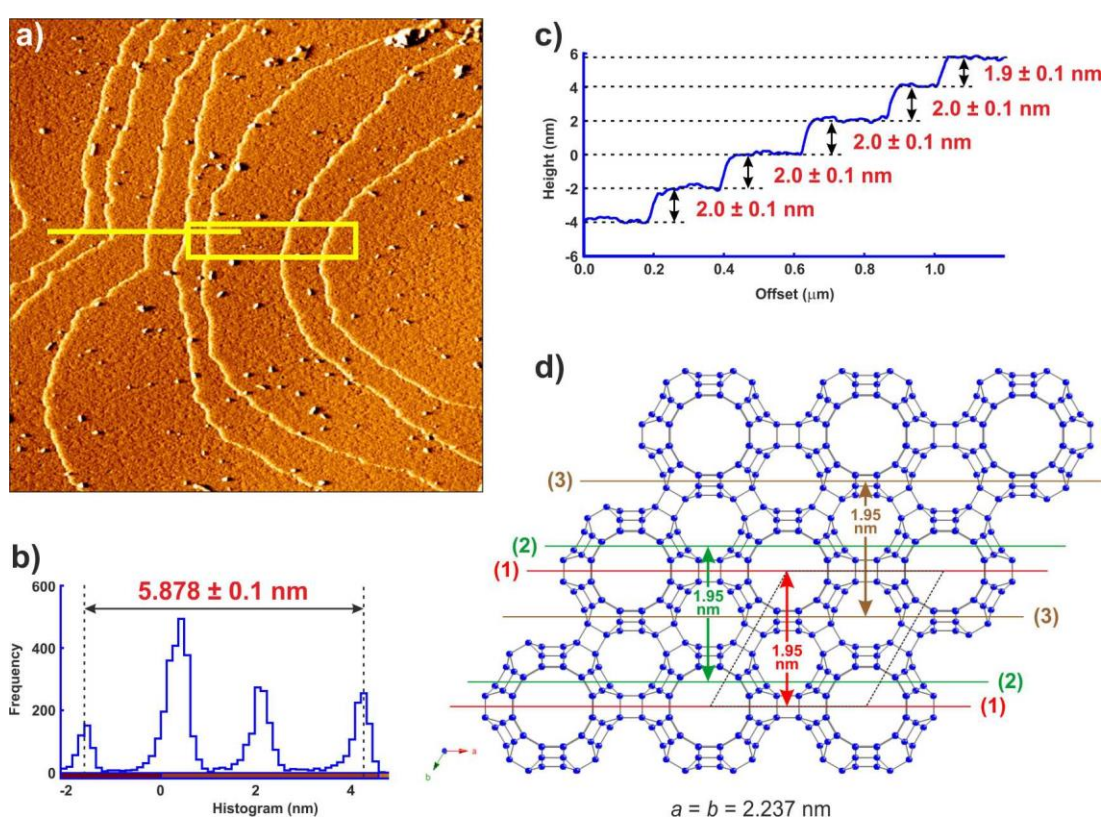 a)
b)
5.878 ± 0.1 nm
600
400
200
0
Frequency
-2 0 2 4
Histogram (nm)
c)
6
4
2
0
-2
-4
-6
Height (nm)
1.9 ± 0.1 nm
2.0 ± 0.1 nm
2.0 ± 0.1 nm
2.0 ± 0.1 nm
2.0 ± 0.1 nm
0.0 0.2 0.4 0.6 0.8 1.0
Offset (μm)
d)
(3)
1.95
nm
(2)
(1)
1.95
nm
(3)
1.95
nm
(2)
(1)
a
b
a = b = 2.237 nm